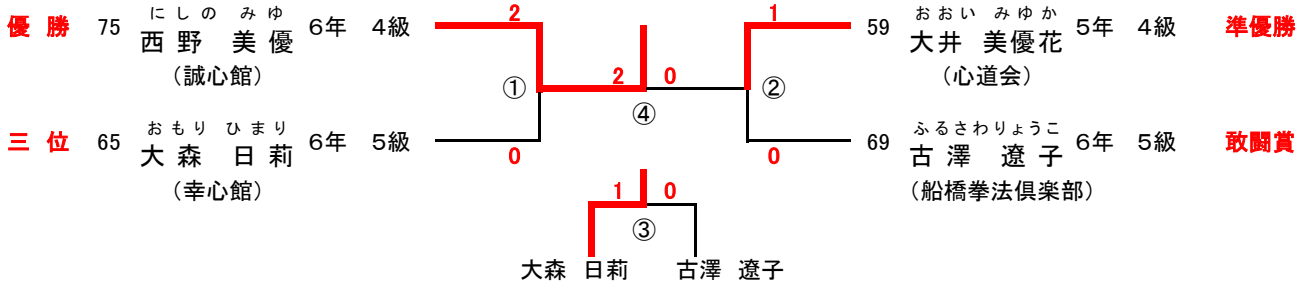 にしの みゆ
優 勝 75 西 野 美 優 6年 4級
（誠心館）
2
①
おおい みゆか
1 59 大井 美優花 5年 4級 準優勝
（心道会）
②
2 0
④
おもり ひまり
三 位 65 大 森 日 莉 6年 5級
（幸心館）
0
ふるさわりょうこ
0 69 古 澤 遼 子 6年 5級 敢闘賞
（船橋拳法倶楽部）
1 0
③
大森 日莉 古澤 遼子